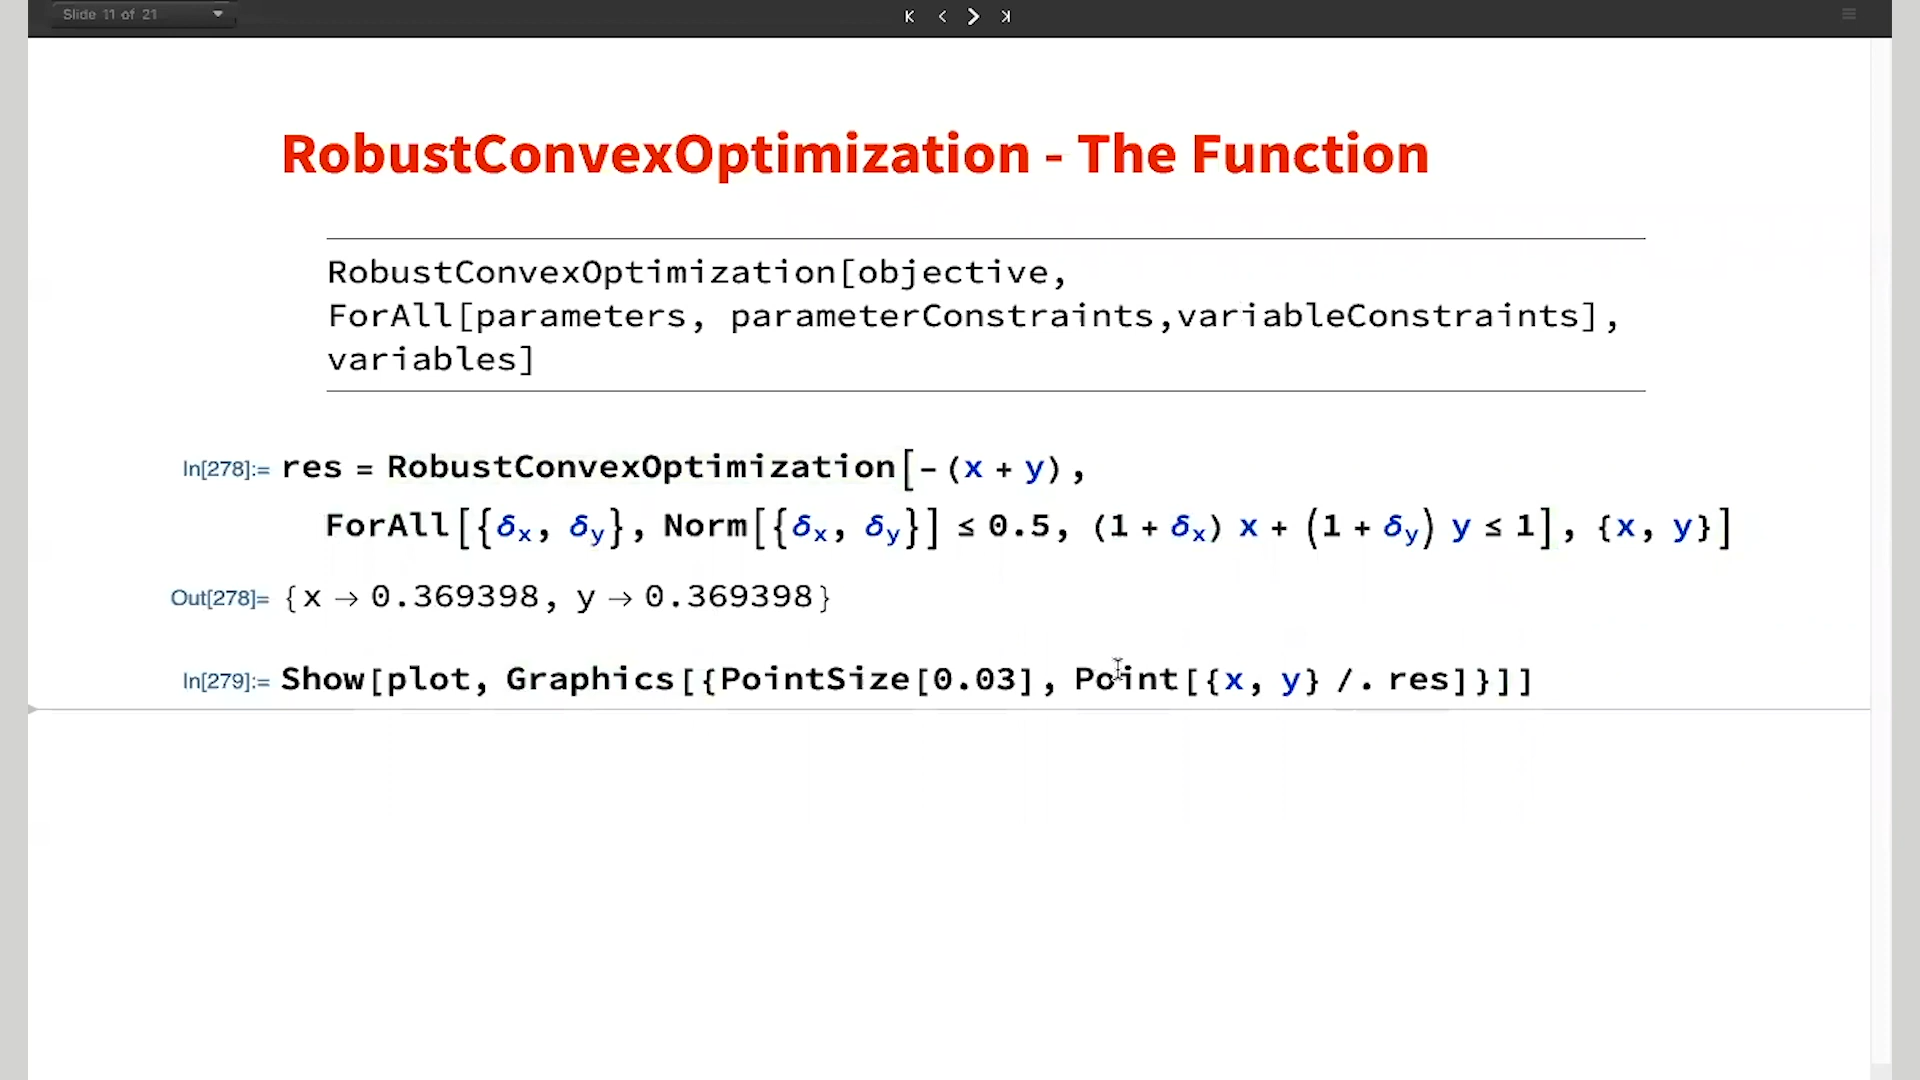 Slide 11 of 21
RobustConvexOptimization - The Function
RobustConvexOptimization[objective,
ForAll[parameters, parameterConstraints,variableConstraints],
variables]
In[278]:= res = RobustConvexOptimization[-(x + y),
ForAll[{δx, δy}, Norm[{δx, δy}] ≤ 0.5, (1 + δx) x + (1 + δy) y ≤ 1], {x, y}]
Out[278]= {x → 0.369398, y → 0.369398}
In[279]:= Show[plot, Graphics[{PointSize[0.03], Point[{x, y} /. res]}]]